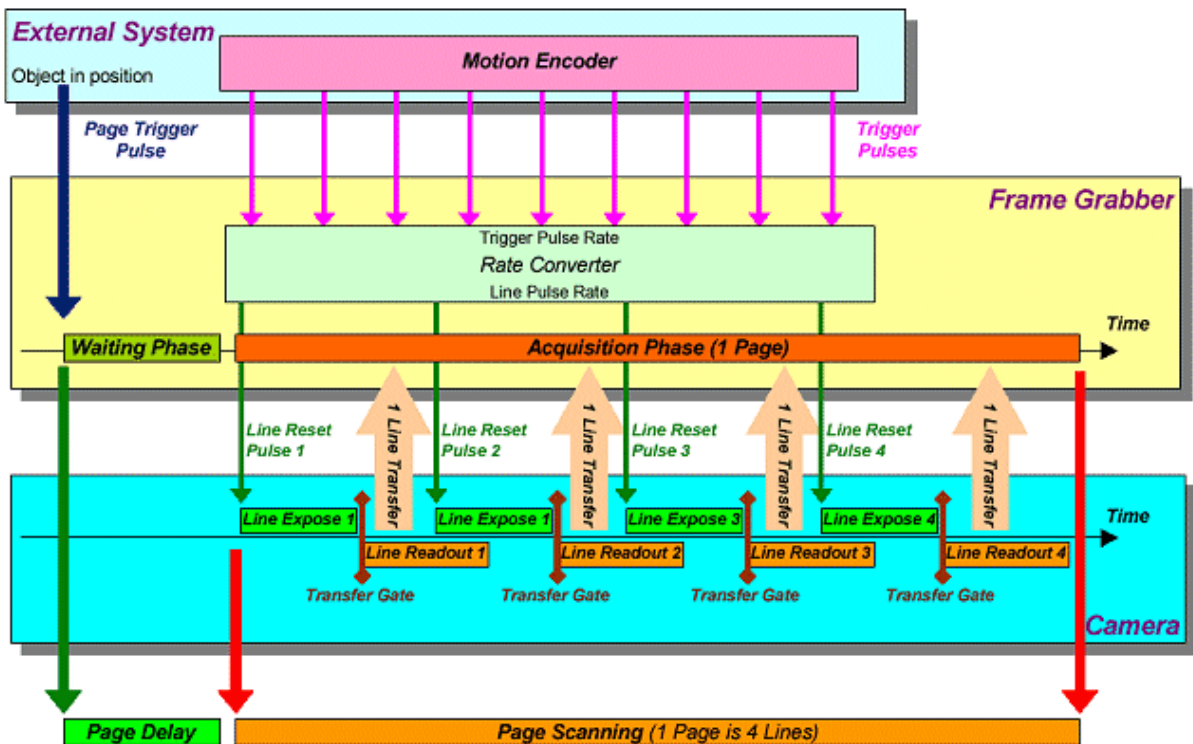 External System
Motion Encoder
Object in position
Page Trigger
Pulse
Trigger
Pulses
Frame Grabber
Trigger Pulse Rate
Rate Converter
Line Pulse Rate
Time
Waiting Phase
Acquisition Phase (1 Page)
Line Reset
Pulse 1
1 Line Transfer
Line Reset
Pulse 2
1 Line Transfer
Line Reset
Pulse 3
1 Line Transfer
Line Reset
Pulse 4
1 Line Transfer
Line Expose 1
Line Expose 1
Line Expose 3
Line Expose 4
Time
Line Readout 1
Line Readout 2
Line Readout 3
Line Readout 4
Transfer Gate
Transfer Gate
Transfer Gate
Transfer Gate
Camera
Page Delay
Page Scanning (1 Page is 4 Lines)